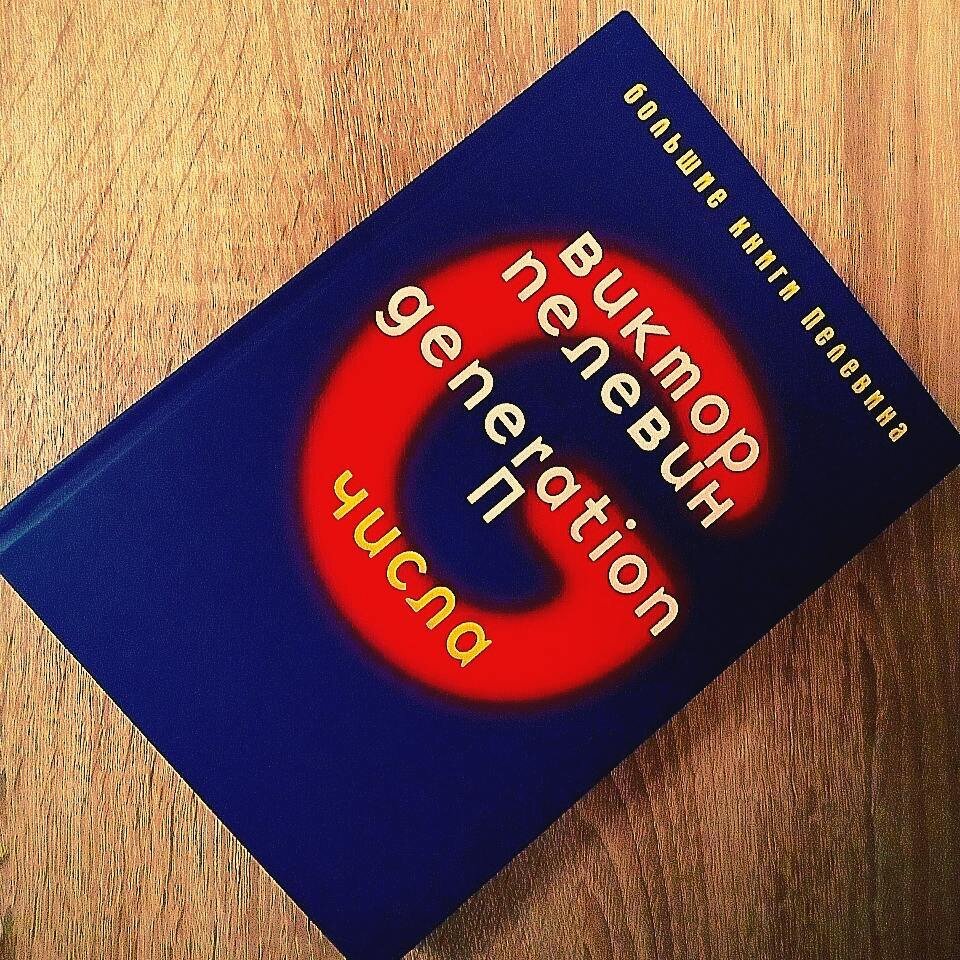 большие книги пелевина
виктор
пелевин
generation
П
числа